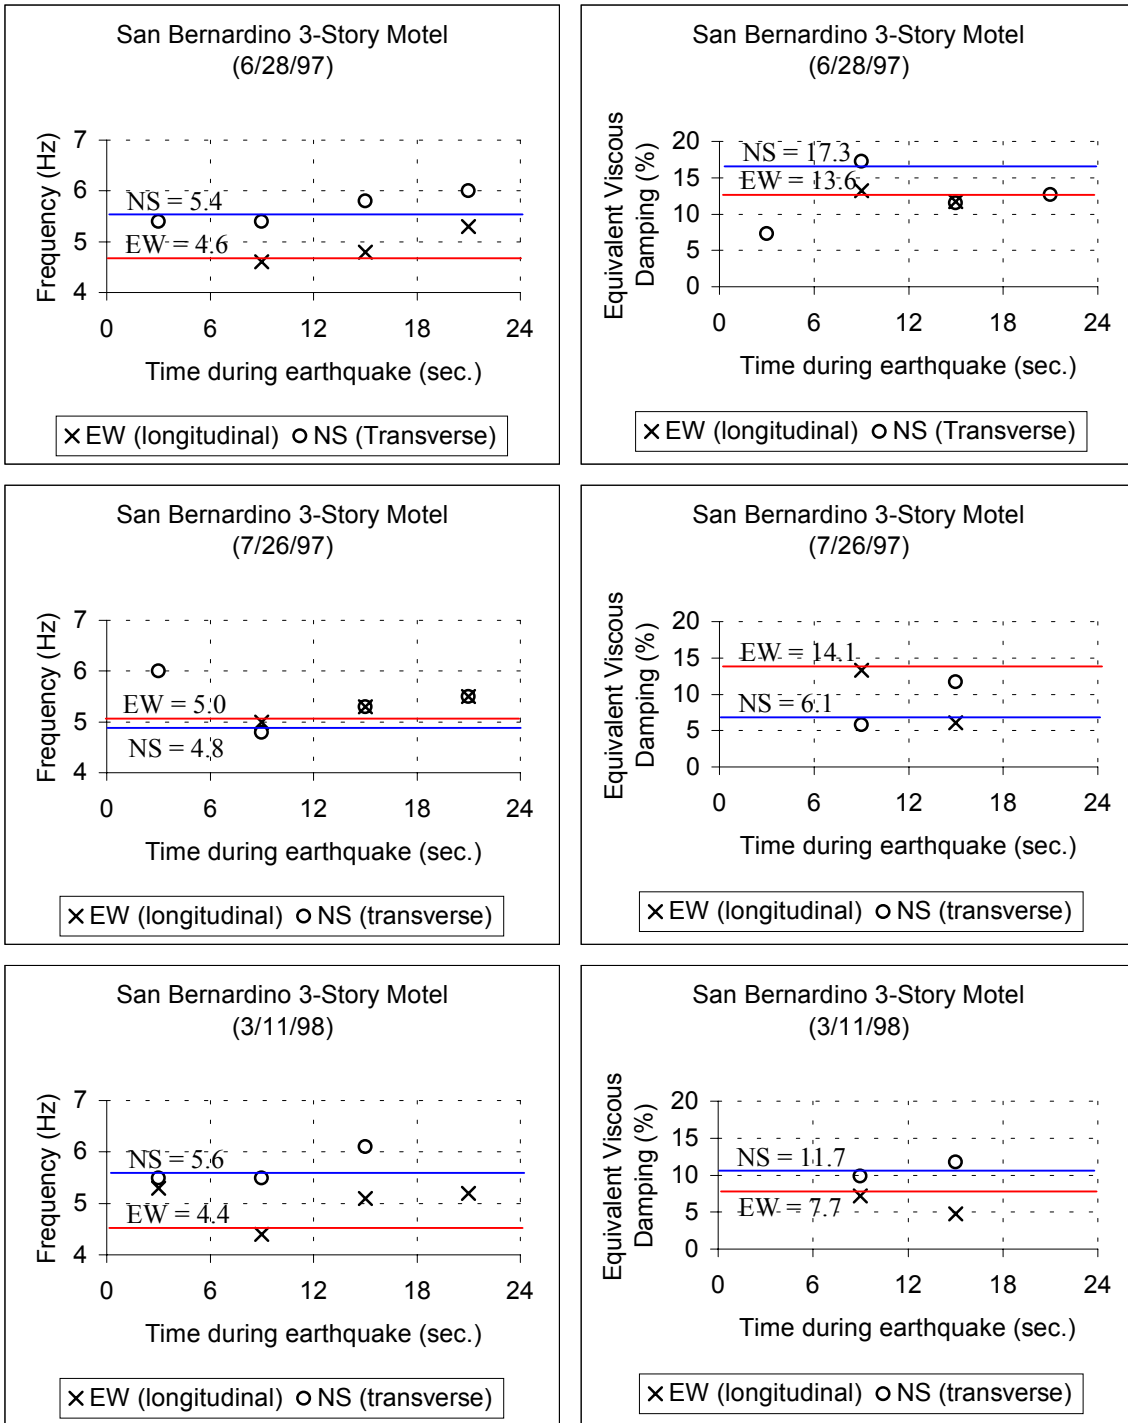 San Bernardino 3-Story Motel
(6/28/97)
Frequency (Hz)
7
6
5
4
NS = 5.4
EW = 4.6
0 6 12 18 24
Time during earthquake (sec.)
EW (longitudinal) NS (Transverse)
San Bernardino 3-Story Motel
(6/28/97)
Equivalent Viscous
Damping (%)
20
15
10
5
0
NS = 17.3
EW = 13.6
0 6 12 18 24
Time during earthquake (sec.)
EW (longitudinal) NS (Transverse)
San Bernardino 3-Story Motel
(7/26/97)
Frequency (Hz)
7
6
5
4
EW = 5.0
NS = 4.8
0 6 12 18 24
Time during earthquake (sec.)
EW (longitudinal) NS (transverse)
San Bernardino 3-Story Motel
(7/26/97)
Equivalent Viscous
Damping (%)
20
15
10
5
0
EW = 14.1
NS = 6.1
0 6 12 18 24
Time during earthquake (sec.)
EW (longitudinal) NS (transverse)
San Bernardino 3-Story Motel
(3/11/98)
Frequency (Hz)
7
6
5
4
NS = 5.6
EW = 4.4
0 6 12 18 24
Time during earthquake (sec.)
EW (longitudinal) NS (transverse)
San Bernardino 3-Story Motel
(3/11/98)
Equivalent Viscous
Damping (%)
20
15
10
5
0
NS = 11.7
EW = 7.7
0 6 12 18 24
Time during earthquake (sec.)
EW (longitudinal) NS (transverse)